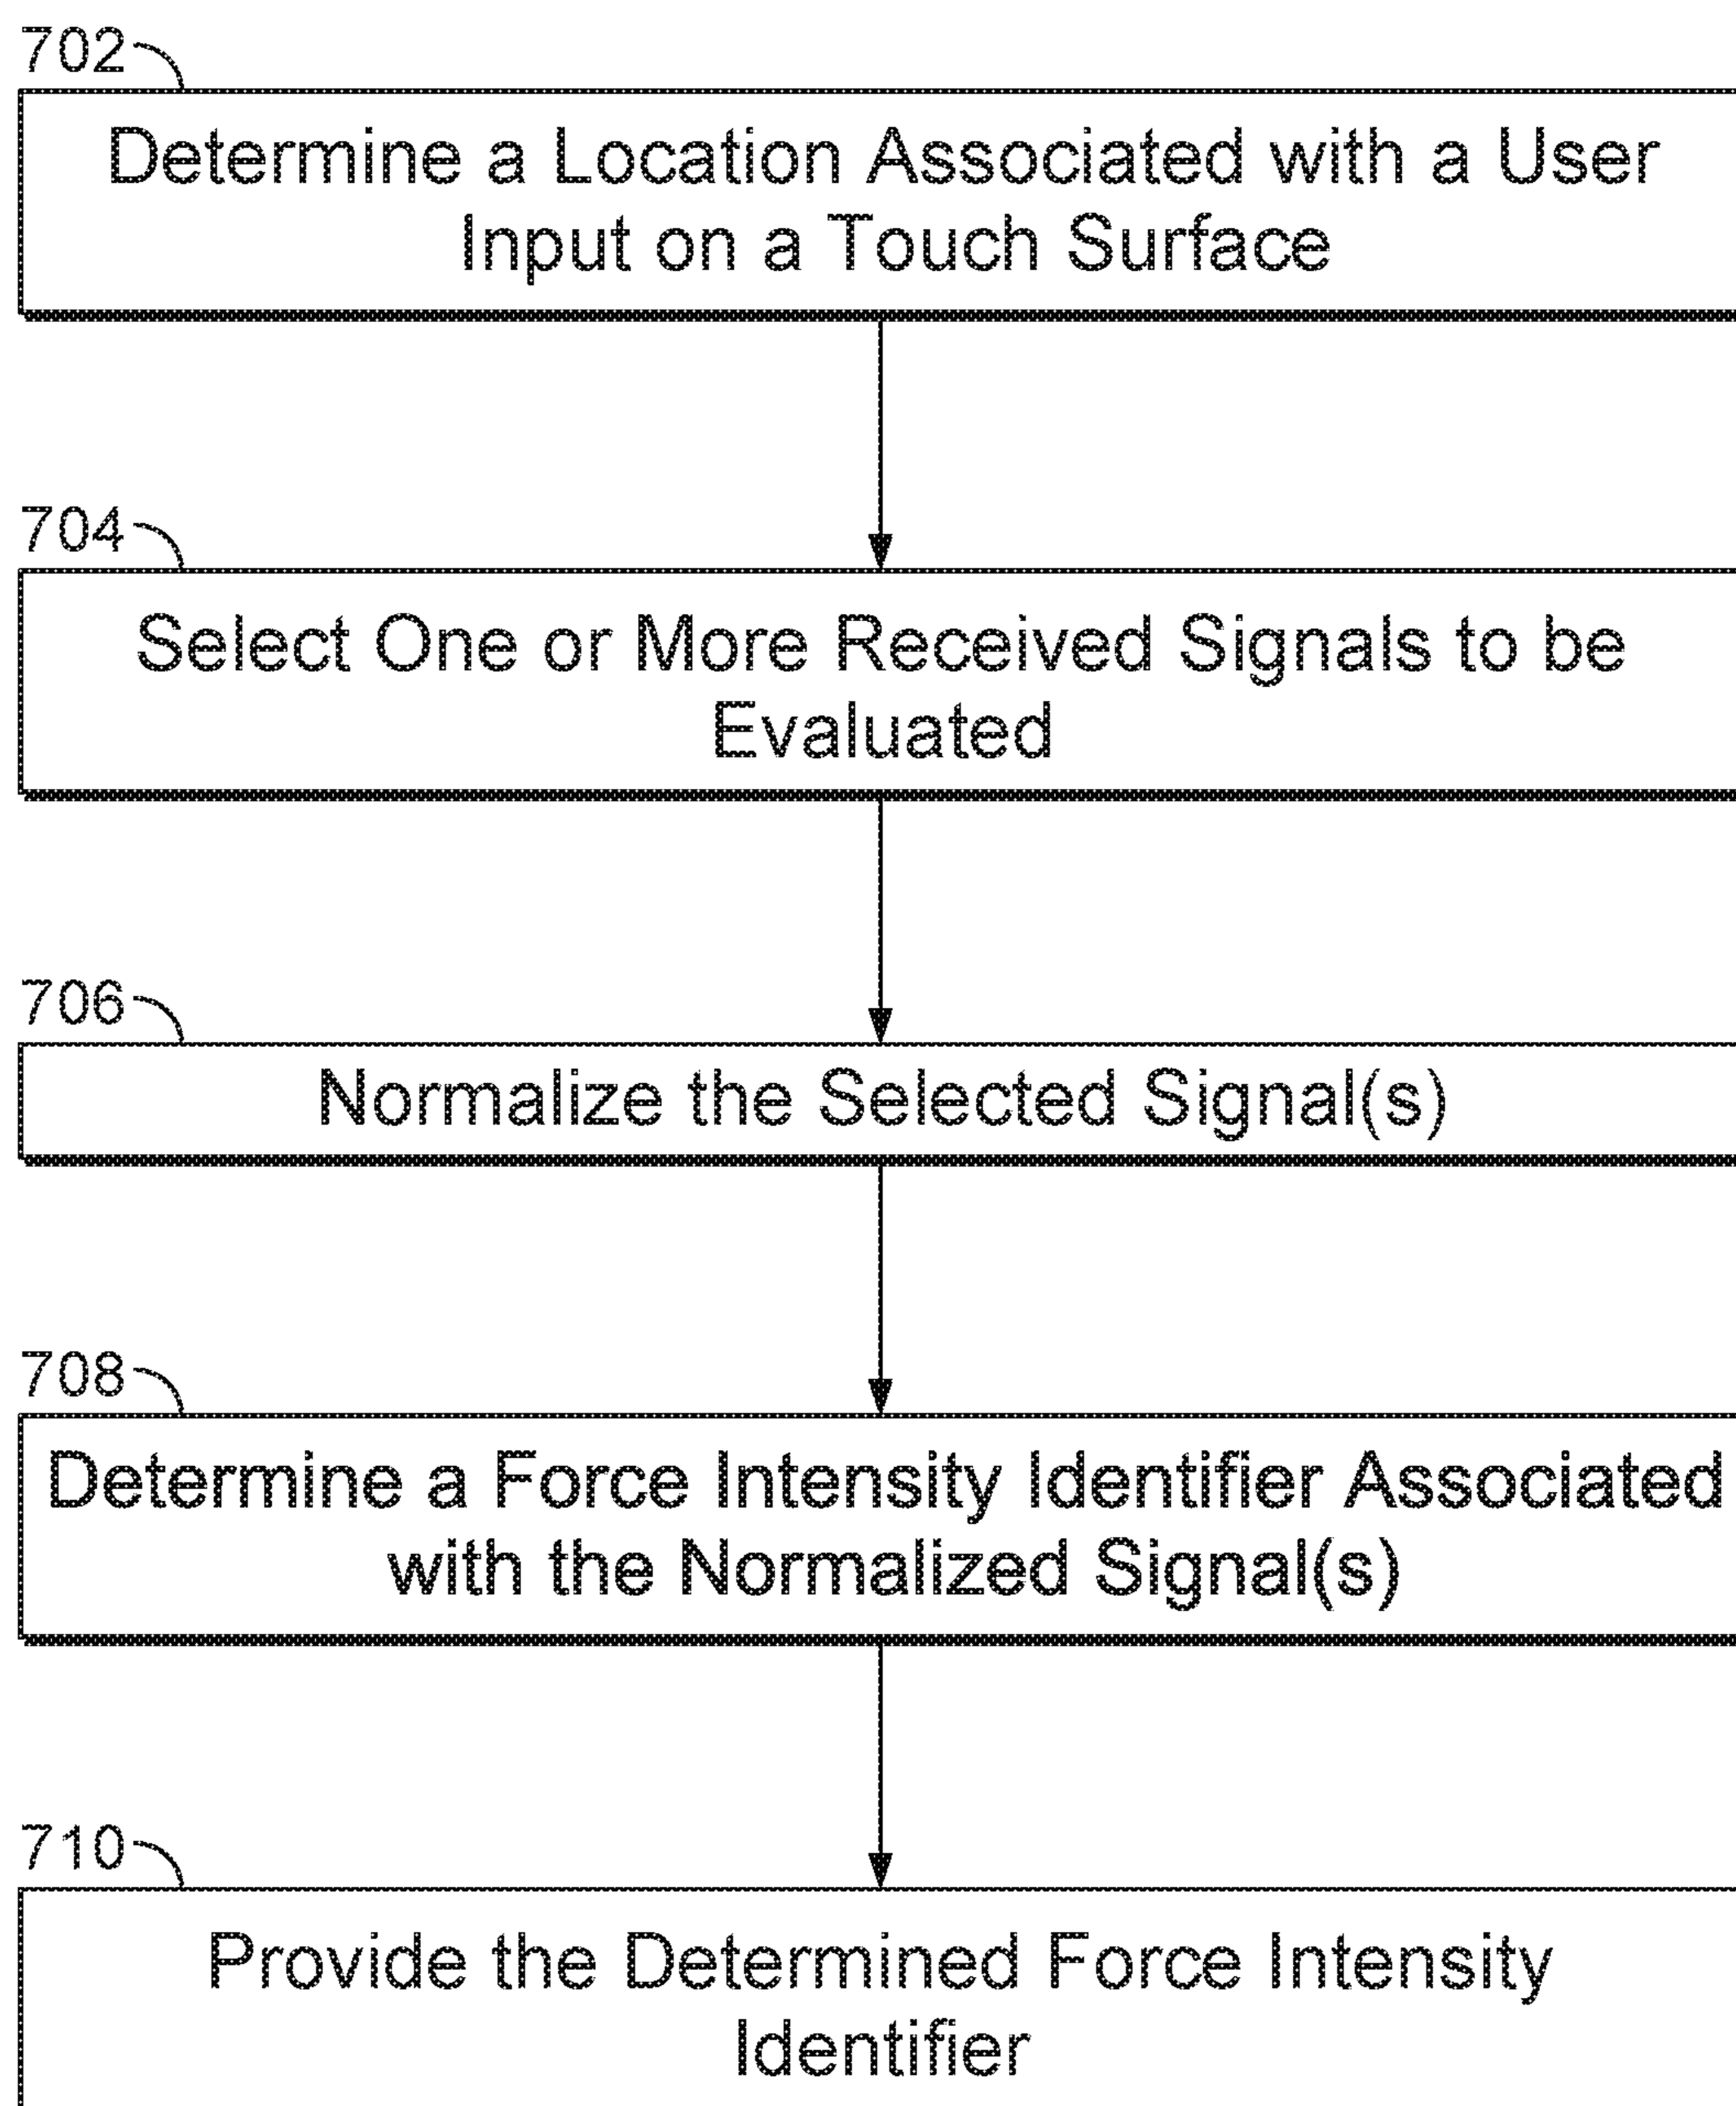 702
Determine a Location Associated with a User
Input on a Touch Surface
704
Select One or More Received Signals to be
Evaluated
706
Normalize the Selected Signal(s)
708
Determine a Force Intensity Identifier Associated
with the Normalized Signal(s)
710
Provide the Determined Force Intensity
Identifier